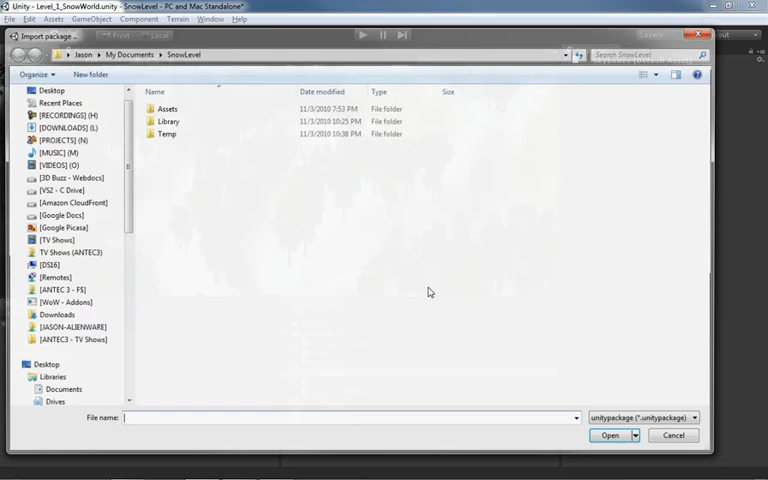 Unity - Level_1_SnowWorld.unity - SnowLevel - PC and Mac Standalone*
File Edit Assets GameObject Component Terrain Window Help
Import package ...
Pivot Local Layers
Jason My Documents SnowLevel Search SnowLevel
Organize New folder
Name Date modified Type Size
Assets 11/3/2010 7:53 PM File folder
Library 11/3/2010 10:25 PM File folder
Temp 11/3/2010 10:38 PM File folder
Desktop
Recent Places
[RECORDINGS] (H)
[DOWNLOADS] (L)
[PROJECTS] (N)
[MUSIC] (M)
[VIDEOS] (O)
[3D Buzz - Webdocs]
[VS2 - C Drive]
[Amazon CloudFront]
[Google Docs]
[Google Picasa]
[TV Shows]
TV Shows (ANTEC3)
[DS16]
[Remotes]
[ANTEC 3 - F$]
[WoW - Addons]
Downloads
[JASON-ALIENWARE]
[ANTEC3 - TV Shows]
Desktop
Libraries
Documents
Drives
File name: unitypackage (*.unitypackage)
Open Cancel